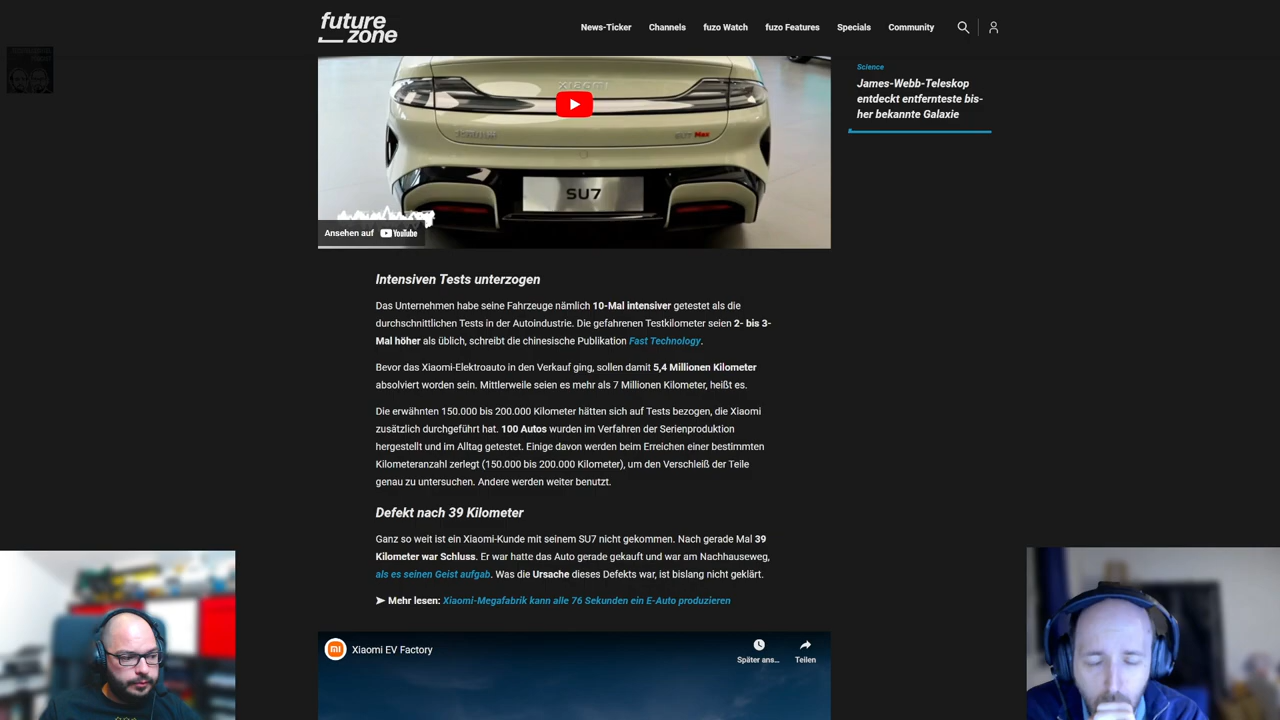 future
zone
News-Ticker
Channels
fuzo Watch
fuzo Features
Specials
Community
Science
James-Webb-Teleskop
entdeckt entfernteste bis-
her bekannte Galaxie
XIAOMI
SU7 Max
SU7
Ansehen auf YouTube
Intensiven Tests unterzogen
Das Unternehmen habe seine Fahrzeuge nämlich 10-Mal intensiver getestet als die
durchschnittlichen Tests in der Autoindustrie. Die gefahrenen Testkilometer seien 2- bis 3-
Mal höher als üblich, schreibt die chinesische Publikation Fast Technology.
Bevor das Xiaomi-Elektroauto in den Verkauf ging, sollen damit 5,4 Millionen Kilometer
absolviert worden sein. Mittlerweile seien es mehr als 7 Millionen Kilometer, heißt es.
Die erwähnten 150.000 bis 200.000 Kilometer hätten sich auf Tests bezogen, die Xiaomi
zusätzlich durchgeführt hat. 100 Autos wurden im Verfahren der Serienproduktion
hergestellt und im Alltag getestet. Einige davon werden beim Erreichen einer bestimmten
Kilometeranzahl zerlegt (150.000 bis 200.000 Kilometer), um den Verschleiß der Teile
genau zu untersuchen. Andere werden weiter benutzt.
Defekt nach 39 Kilometer
Ganz so weit ist ein Xiaomi-Kunde mit seinem SU7 nicht gekommen. Nach gerade Mal 39
Kilometer war Schluss. Er war hatte das Auto gerade gekauft und war am Nachhauseweg,
als es seinen Geist aufgab. Was die Ursache dieses Defekts war, ist bislang nicht geklärt.
➤ Mehr lesen: Xiaomi-Megafabrik kann alle 76 Sekunden ein E-Auto produzieren
Xiaomi EV Factory
Später ans...
Teilen